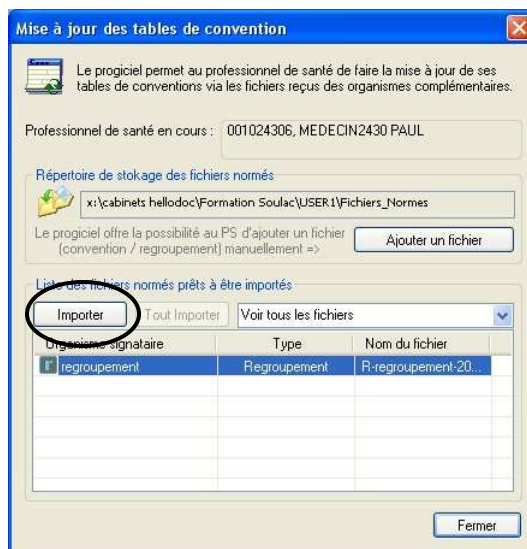 Mise à jour des tables de convention
Le progiciel permet au professionnel de santé de faire la mise à jour de ses
tables de conventions via les fichiers reçus des organismes complémentaires.
Professionnel de santé en cours : 001024306, MEDECIN2430 PAUL
Répertoire de stokage des fichiers normés
x:\cabinets hellodoc\Formation Soulac\USER1\Fichiers_Normes
Le progiciel offre la possibilité au PS d'ajouter un fichier
(convention / regroupement) manuellement => Ajouter un fichier
Liste des fichiers normés prêts à être importés
Importer Tout Importer Voir tous les fichiers
Organisme signataire Type Nom du fichier
r regroupement Regroupement R-regroupement-20...
Fermer